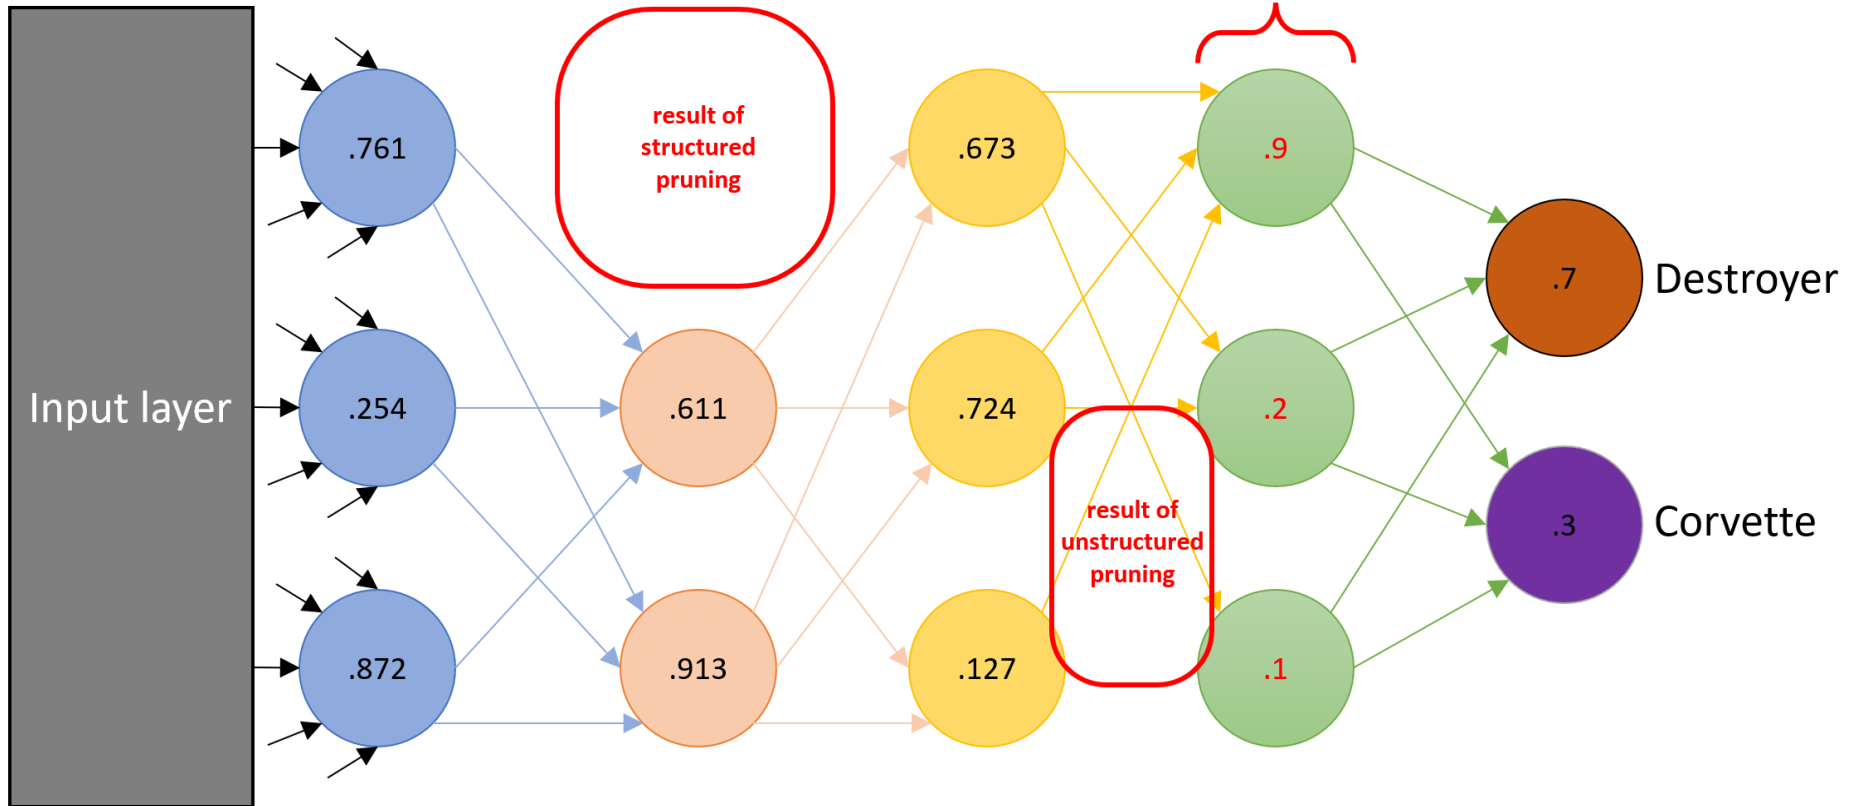 Input layer
.761
.254
.872
result of
structured
pruning
.611
.913
.673
.724
.127
result of
unstructured
pruning
.9
.2
.1
.7
Destroyer
.3
Corvette